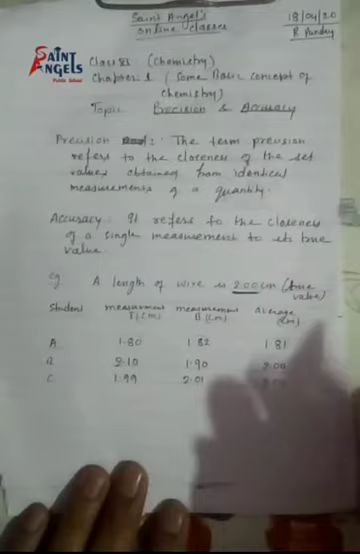 Saint Angel's
online classes
18/04/20
R Pandey
SAINT
ANGELS
Public School
Class XI (Chemistry)
Chapter 1 (Some Basic concept of
chemistry)
Topic Precision & Accuracy
Precision : The term precision
refers to the closeness of the set
values obtained from identical
measurements of a quantity.
Accuracy It refers to the closeness
of a single measurement to its true
value.
eg A length of wire is 2.00 cm (true
value)
Student measurement measurement average
1 (cm) (cm) (cm)
A 1.80 1.82 1.81
B 2.10 1.90 2.00
C 1.99 2.01